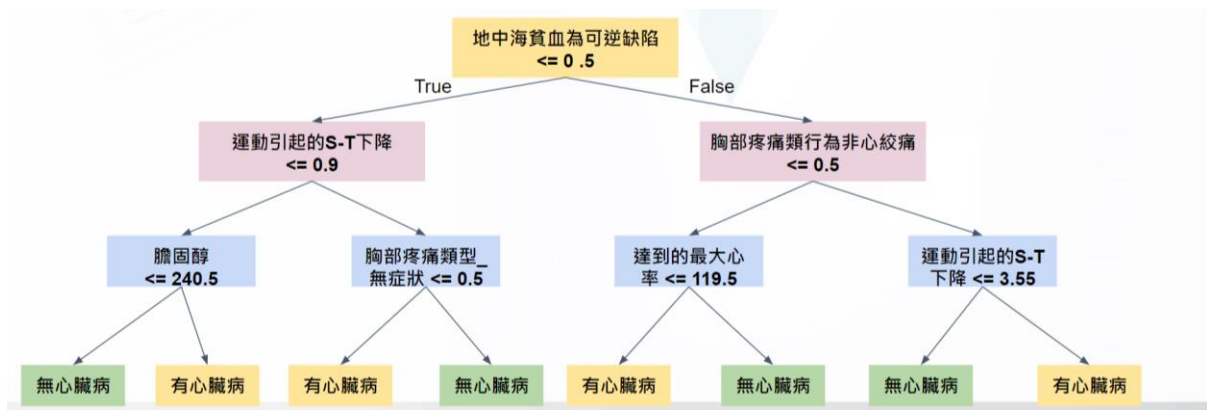 地中海貧血為可逆缺陷
<= 0 .5
True
False
運動引起的S-T下降
<= 0.9
胸部疼痛類行為非心絞痛
<= 0.5
膽固醇
<= 240.5
胸部疼痛類型_
無症狀 <= 0.5
達到的最大心
率 <= 119.5
運動引起的S-T
下降 <= 3.55
無心臟病
有心臟病
有心臟病
無心臟病
有心臟病
無心臟病
無心臟病
有心臟病